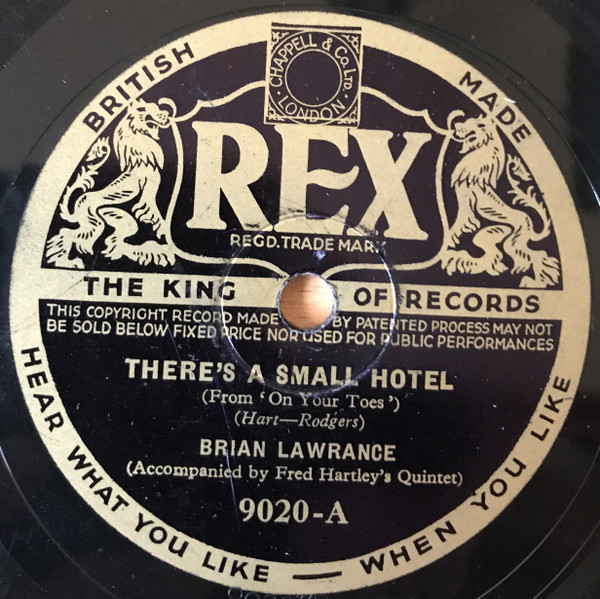 BRITISH MADE
CHAPPELL & CO. LTD.
LONDON
REX
REGD. TRADE MARK
THE KING OF RECORDS
THIS COPYRIGHT RECORD MADE BY PATENTED PROCESS MAY NOT
BE SOLD BELOW FIXED PRICE NOR USED FOR PUBLIC PERFORMANCES
THERE'S A SMALL HOTEL
(From 'On Your Toes')
(Hart—Rodgers)
BRIAN LAWRANCE
(Accompanied by Fred Hartley's Quintet)
9020-A
HEAR WHAT YOU LIKE — WHEN YOU LIKE